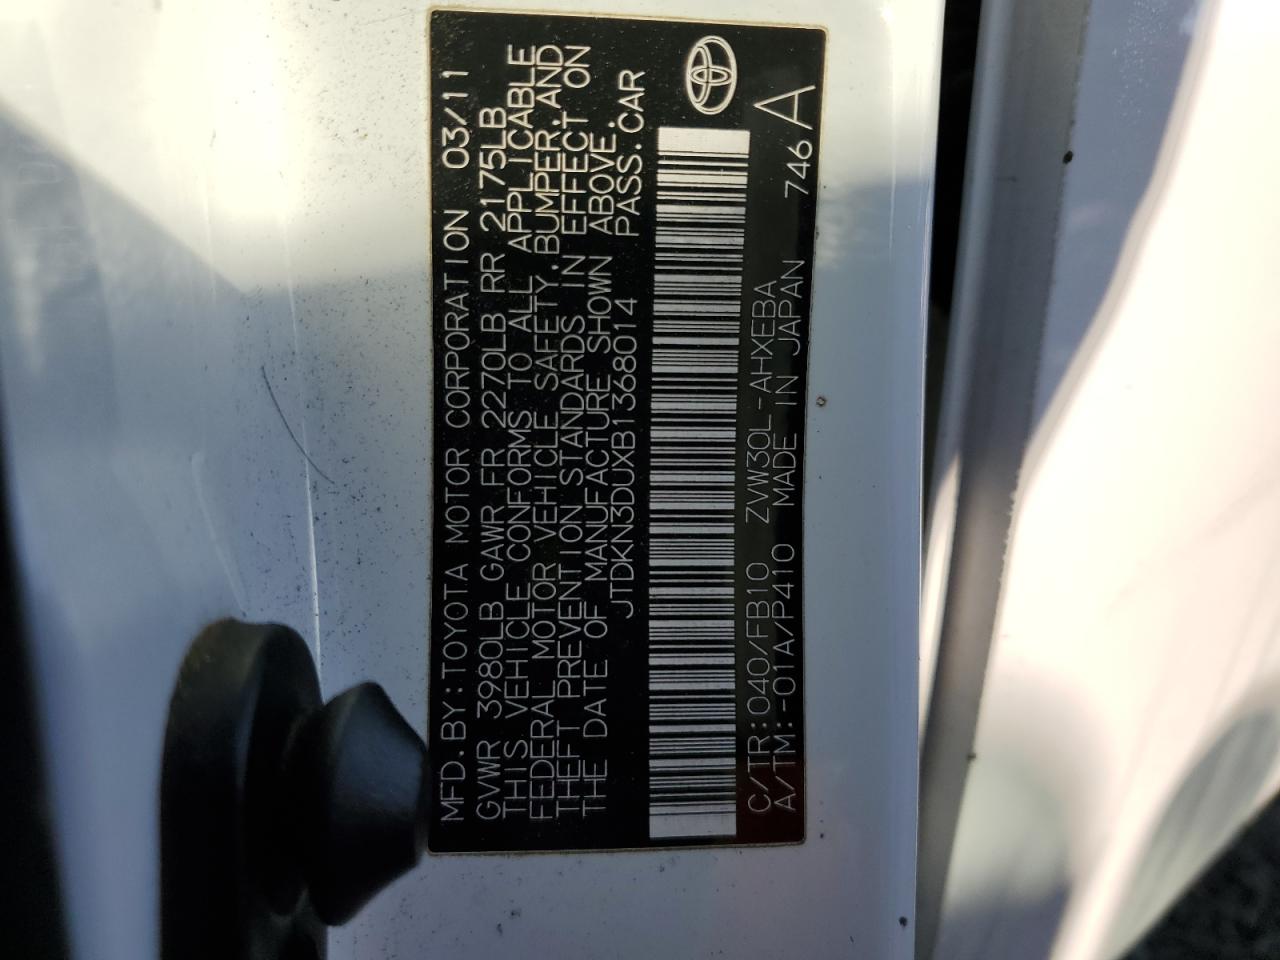 MFD.BY:TOYOTA MOTOR CORPORATION 03/11
GVWR 3980LB GAWR FR 2270LB RR 2175LB
THIS VEHICLE CONFORMS TO ALL APPLICABLE
FEDERAL MOTOR VEHICLE SAFETY,BUMPER,AND
THEFT PREVENTION STANDARDS IN EFFECT ON
THE DATE OF MANUFACTURE SHOWN ABOVE.
JTDKN3DUXB1368014 PASS.CAR
C/TR:040/FB10 ZVW30L-AHXEBA
A/TM:-01A/P410 MADE IN JAPAN 746 A